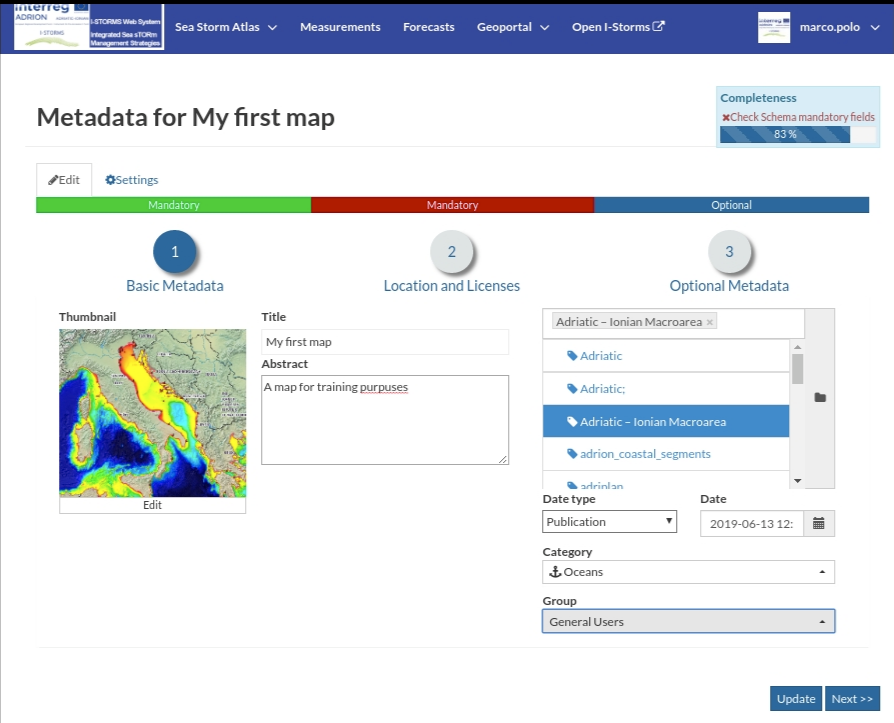 Interreg
ADRION ADRIATIC-IONIAN
I-STORMS
I-STORMS Web System
Integrated Sea sTORm
Management Strategies
Sea Storm Atlas
Measurements
Forecasts
Geoportal
Open I-Storms
marco.polo
Metadata for My first map
Completeness
✖Check Schema mandatory fields
83 %
Edit
Settings
Mandatory
Mandatory
Optional
1
2
3
Basic Metadata
Location and Licenses
Optional Metadata
Thumbnail
Edit
Title
My first map
Abstract
A map for training purpuses
Adriatic – Ionian Macroarea ×
Adriatic
Adriatic;
Adriatic – Ionian Macroarea
adrion_coastal_segments
adriplan
Date type
Publication
Date
2019-06-13 12:
Category
Oceans
Group
General Users
Update
Next >>